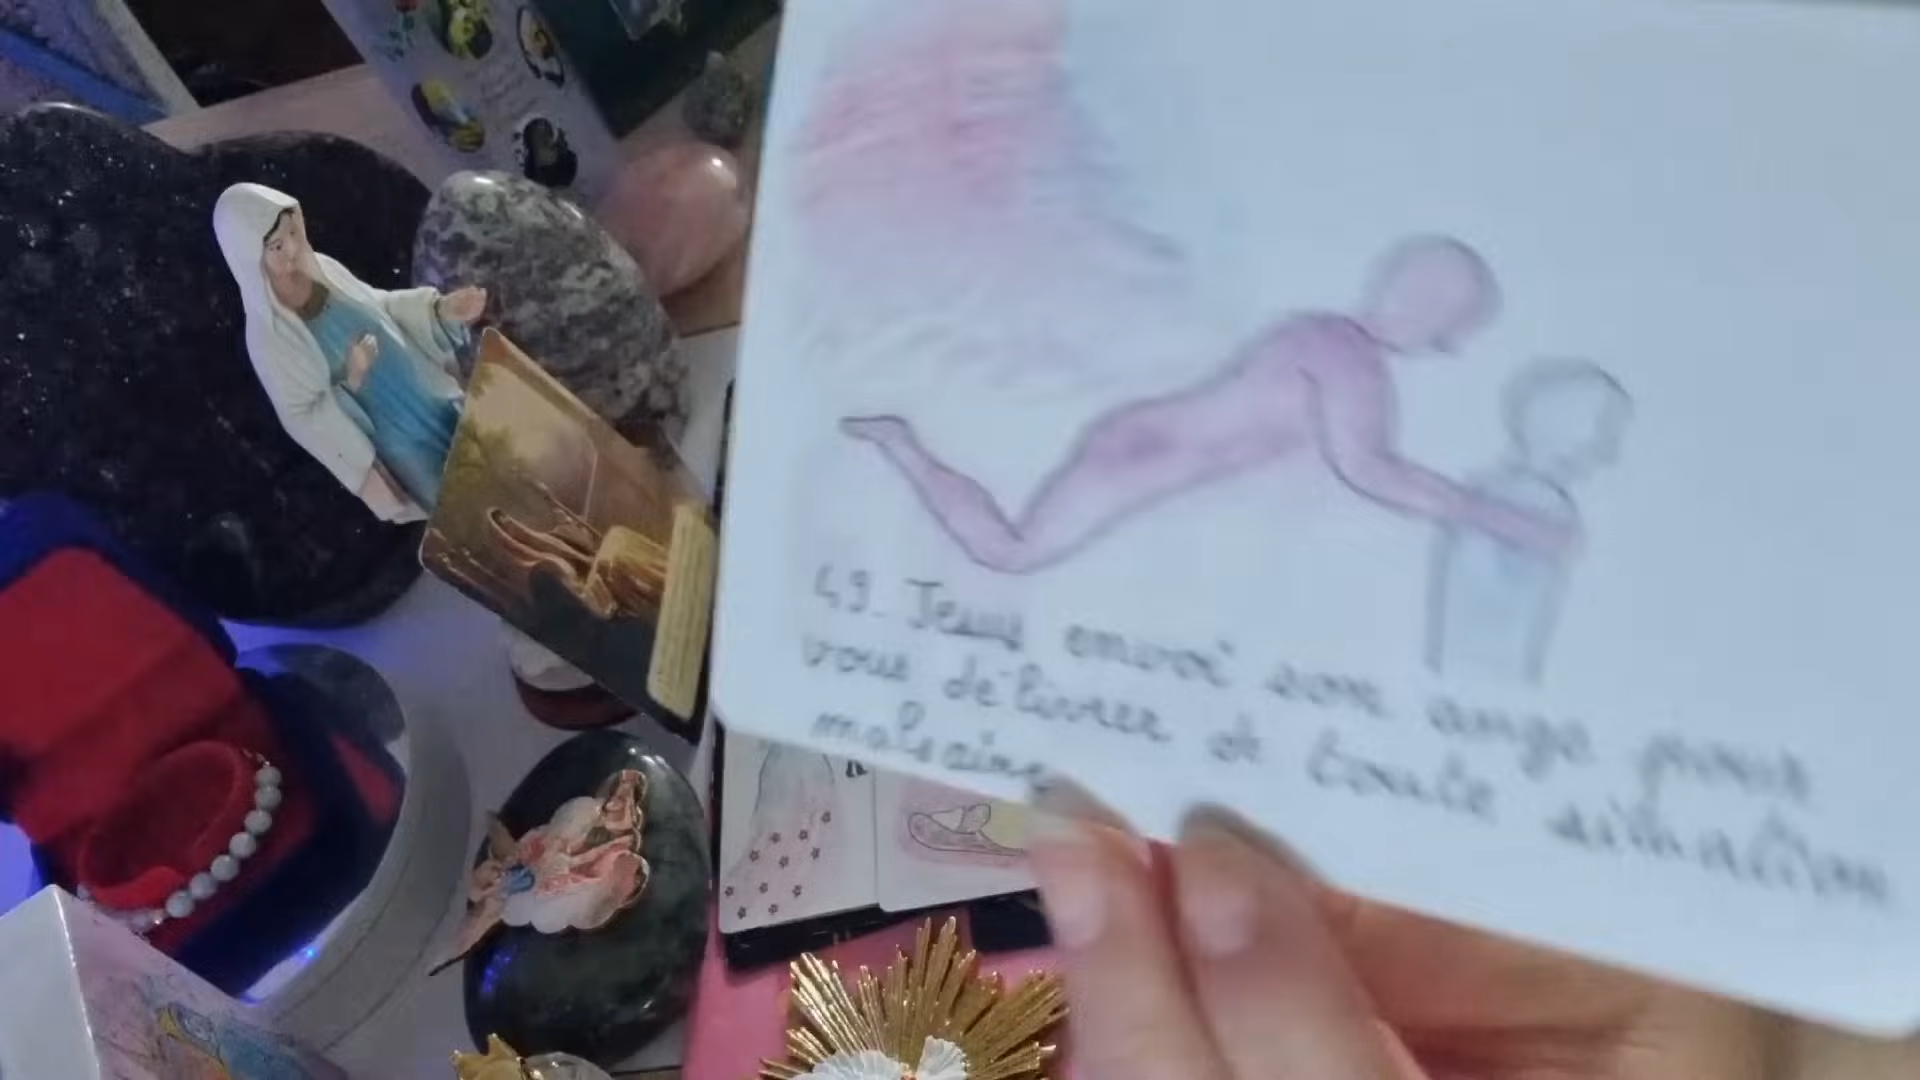 49. Jesus envoi son ange pour
vous délivrer de toute situation
malsaine